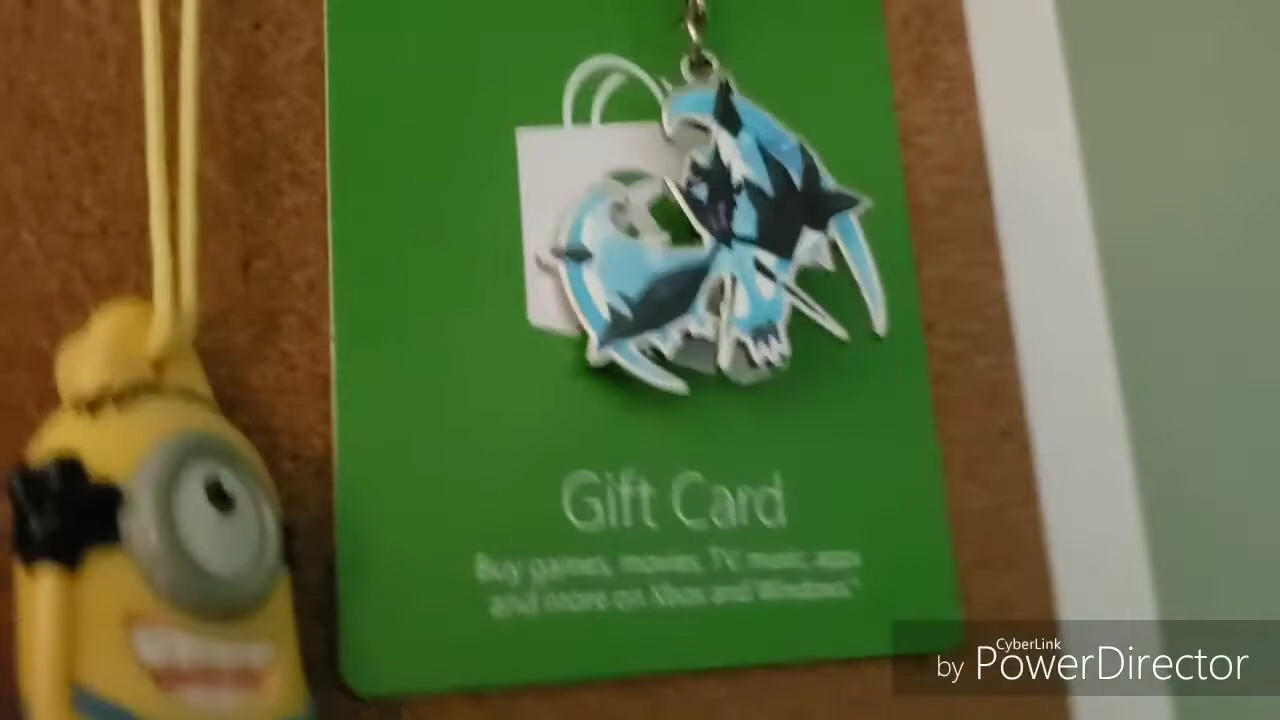 Gift Card
Buy games, movies, TV, music, apps
and more on Xbox and Windows.*
CyberLink
by PowerDirector